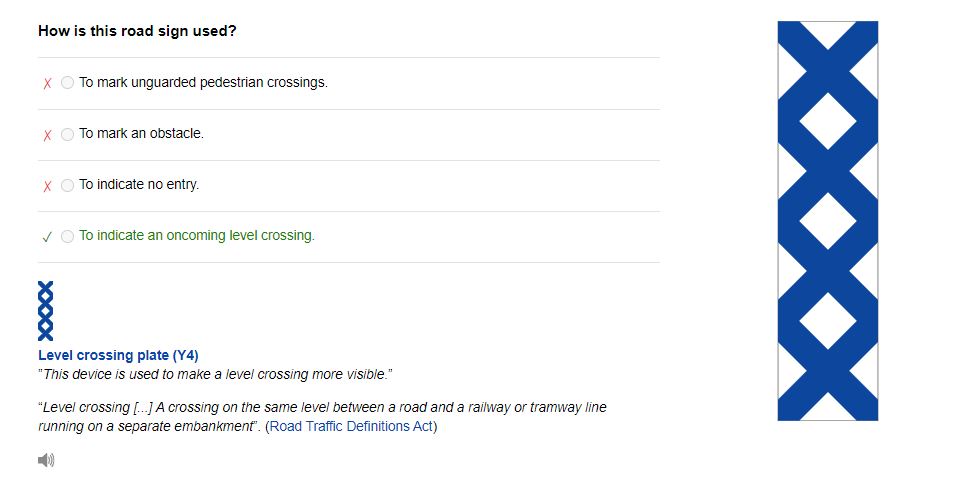 How is this road sign used?
To mark unguarded pedestrian crossings.
To mark an obstacle.
To indicate no entry.
To indicate an oncoming level crossing.
Level crossing plate (Y4)
"This device is used to make a level crossing more visible."
"Level crossing [...] A crossing on the same level between a road and a railway or tramway line
running on a separate embankment". (Road Traffic Definitions Act)